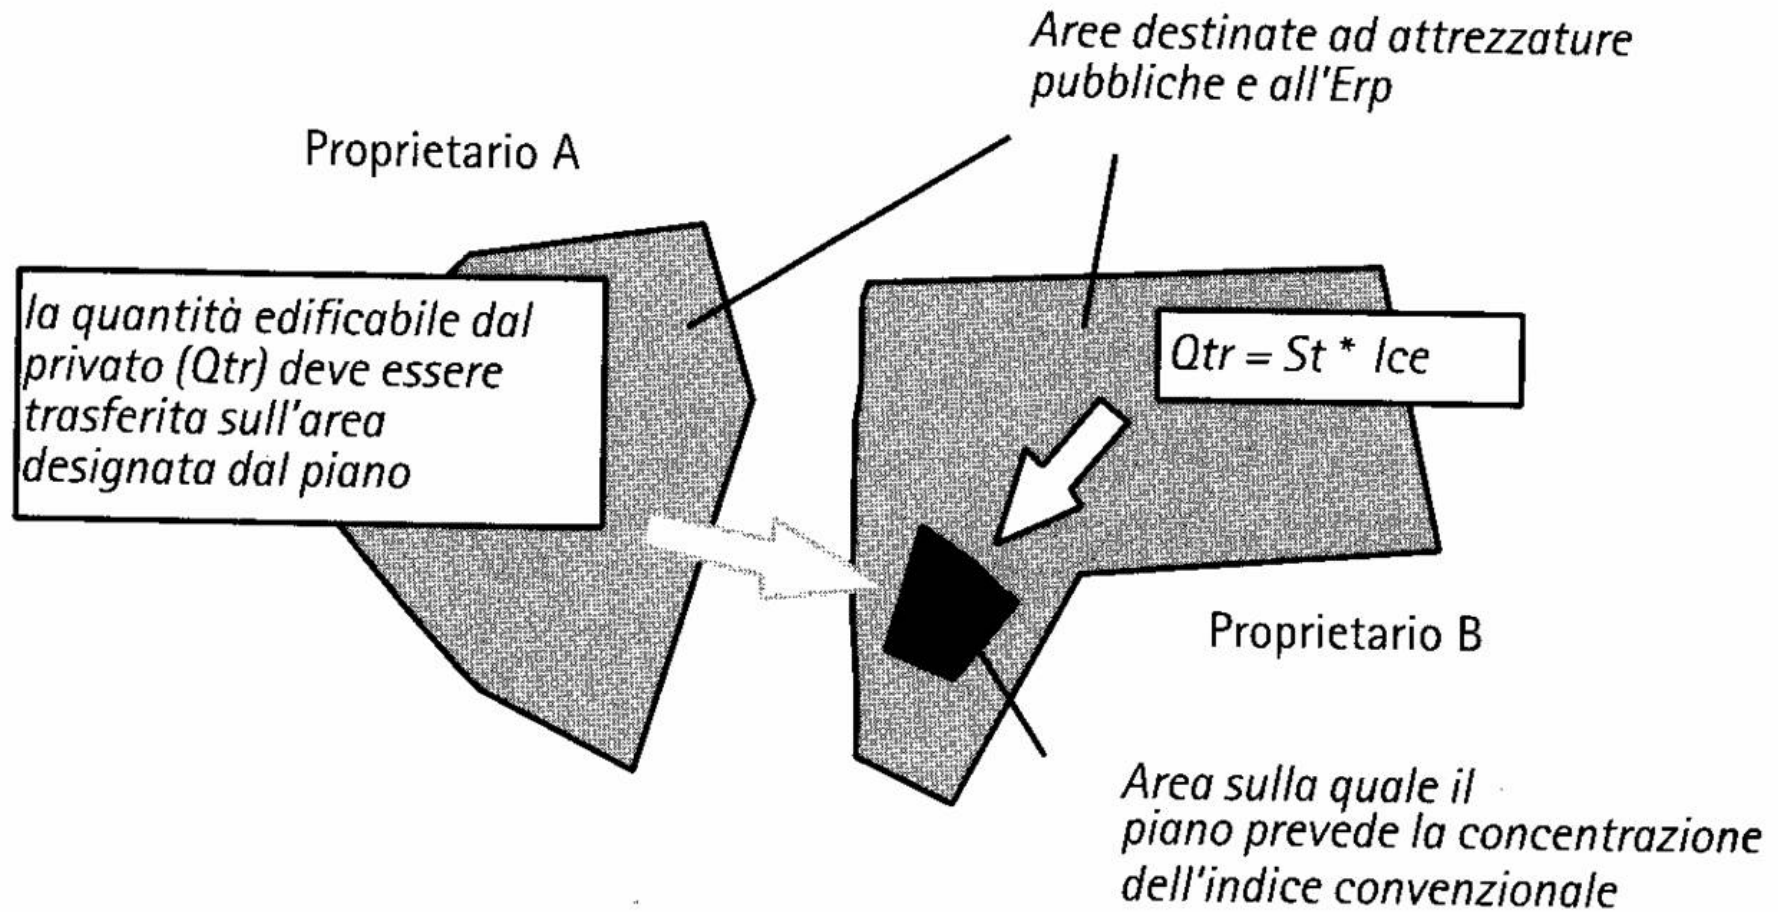 Aree destinate ad attrezzature
pubbliche e all'Erp
Proprietario A
la quantità edificabile dal
privato (Qtr) deve essere
trasferita sull'area
designata dal piano
Qtr = St * Ice
Proprietario B
Area sulla quale il
piano prevede la concentrazione
dell'indice convenzionale